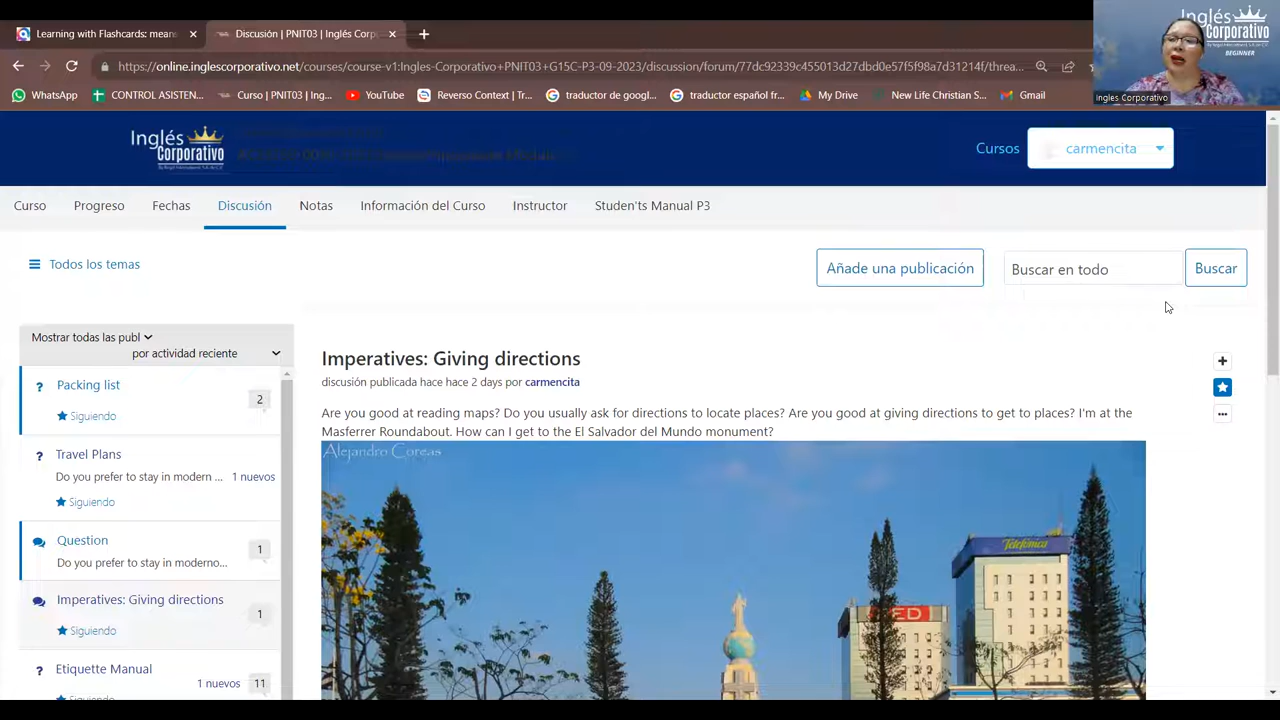 Learning with Flashcards: mean
Discusión | PNIT03 | Inglés Corp
https://online.inglescorporativo.net/courses/course-v1:Ingles-Corporativo+PNIT03+G15C-P3-09-2023/discussion/forum/77dc92339c455013d27dbd0e57f5f98a7d31214f/threa...
WhatsApp
CONTROL ASISTEN...
Curso | PNIT03 | Ing...
YouTube
Reverso Context | Tr...
traductor de googl...
traductor español fr...
My Drive
New Life Christian S...
Gmail
Inglés
Corporativo
BEGINNER
Ingles Corporativo
Inglés
Corporativo
Cursos
carmencita
Curso
Progreso
Fechas
Discusión
Notas
Información del Curso
Instructor
Studen'ts Manual P3
Todos los temas
Añade una publicación
Buscar en todo
Buscar
Mostrar todas las publ
por actividad reciente
Packing list
2
Siguiendo
Travel Plans
Do you prefer to stay in modern ...
1 nuevos
Siguiendo
Question
1
Do you prefer to stay in moderno...
Imperatives: Giving directions
1
Siguiendo
Etiquette Manual
1 nuevos
11
Imperatives: Giving directions
discusión publicada hace hace 2 days por carmencita
Are you good at reading maps? Do you usually ask for directions to locate places? Are you good at giving directions to get to places? I'm at the
Masferrer Roundabout. How can I get to the El Salvador del Mundo monument?
Alejandro Coreas
Telefónica
RED